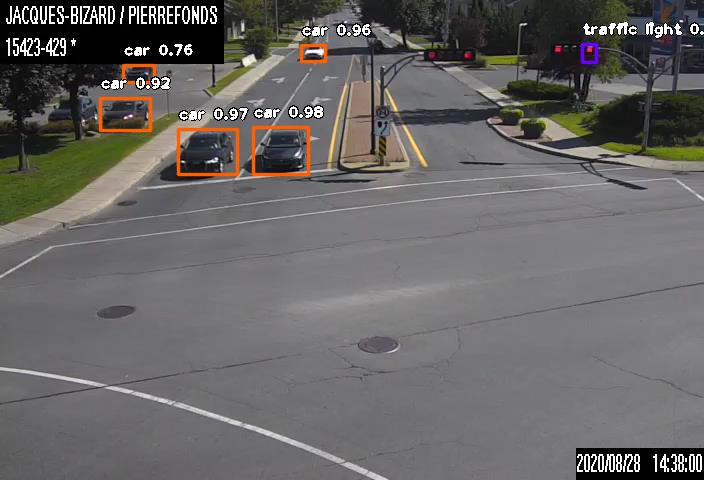 JACQUES-BIZARD / PIERREFONDS
15423-429 *
car 0.96
traffic light 0.
car 0.76
car 0.92
car 0.97
car 0.98
2020/08/28 14:38:00